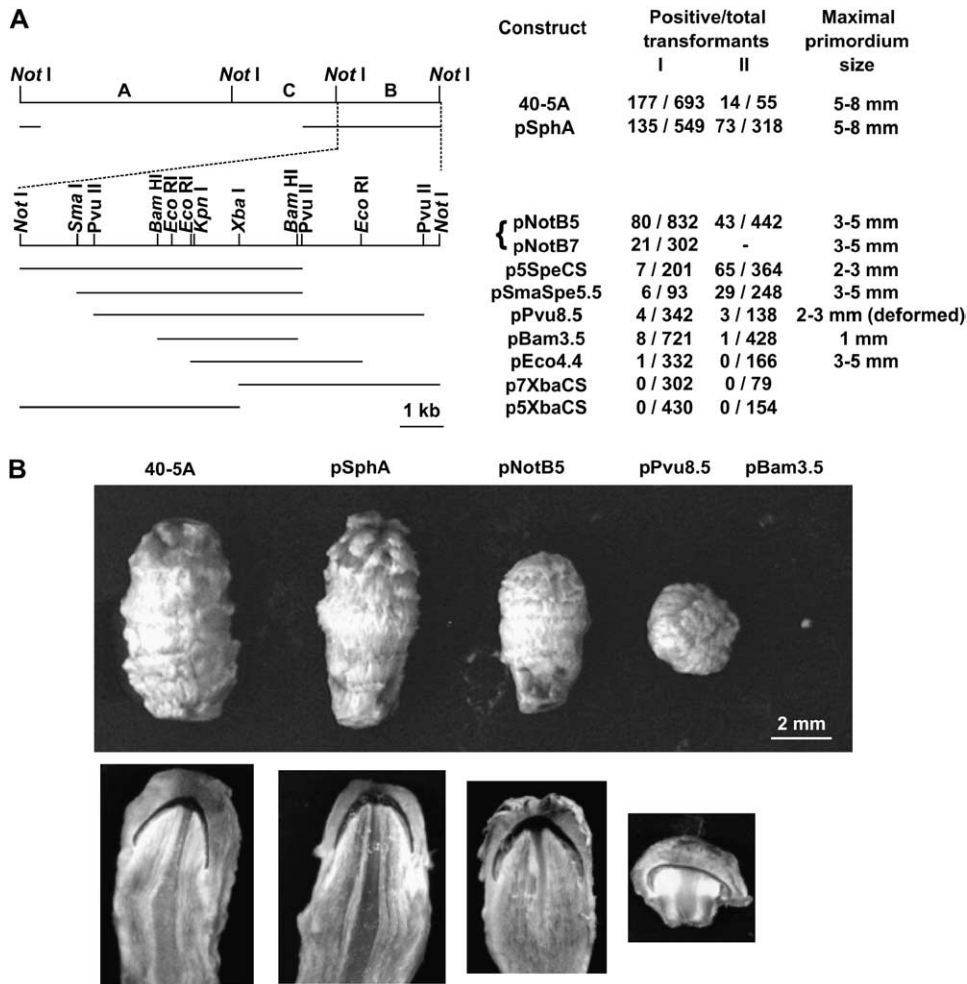 A
Construct
Positive/total
transformants
I II
Maximal
primordium
size
Not I Not I Not I Not I
A C B
40-5A 177 / 693 14 / 55 5-8 mm
pSphA 135 / 549 73 / 318 5-8 mm
Not I Sma I Pvu II Bam HI Eco RI Eco RI Kpn I Xba I Bam HI Pvu II Eco RI Pvu II Not I
{ pNotB5 80 / 832 43 / 442 3-5 mm
pNotB7 21 / 302 - 3-5 mm
p5SpeCS 7 / 201 65 / 364 2-3 mm
pSmaSpe5.5 6 / 93 29 / 248 3-5 mm
pPvu8.5 4 / 342 3 / 138 2-3 mm (deformed)
pBam3.5 8 / 721 1 / 428 1 mm
pEco4.4 1 / 332 0 / 166 3-5 mm
p7XbaCS 0 / 302 0 / 79
p5XbaCS 0 / 430 0 / 154
1 kb
B
40-5A pSphA pNotB5 pPvu8.5 pBam3.5
2 mm